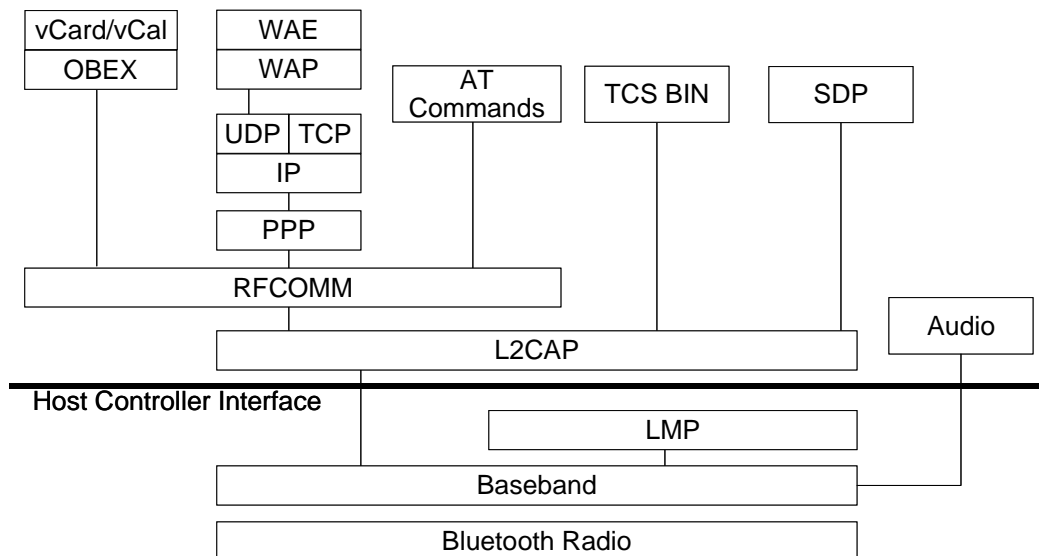 vCard/vCal
OBEX
WAE
WAP
UDP TCP
IP
PPP
AT
Commands
TCS BIN
SDP
RFCOMM
L2CAP
Audio
Host Controller Interface
LMP
Baseband
Bluetooth Radio